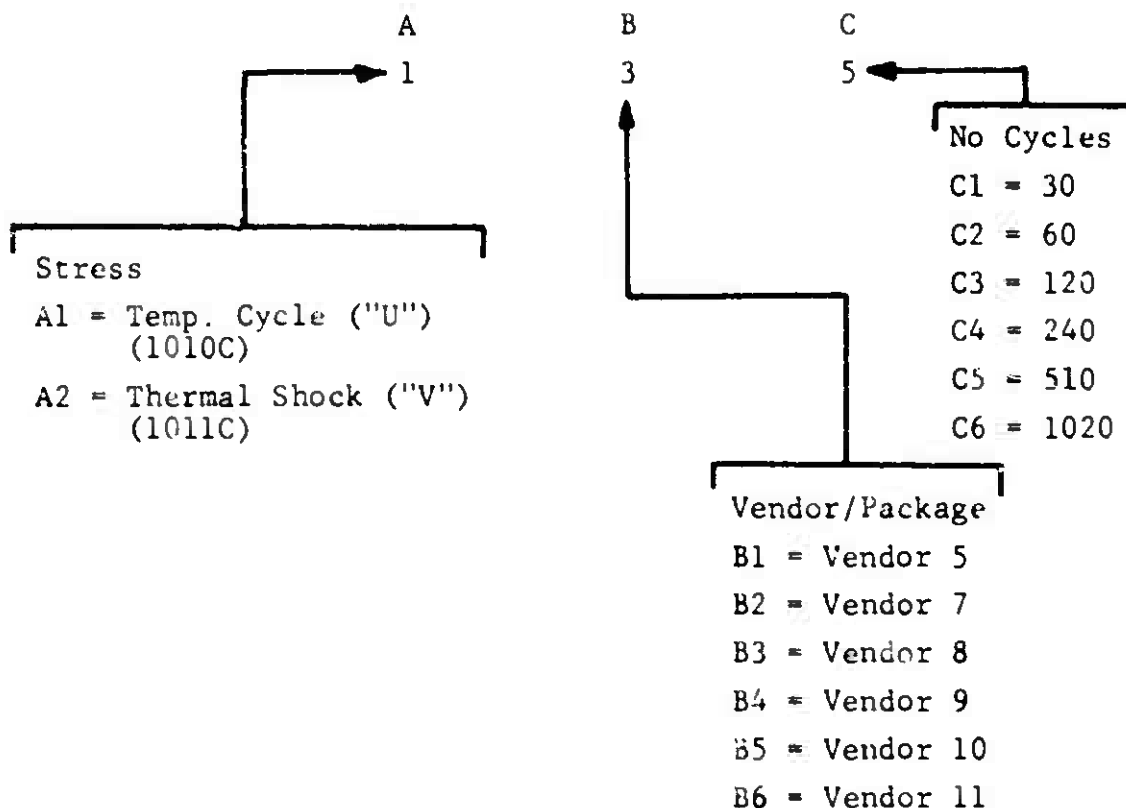 A B C
1 3 5
No Cycles
C1 = 30
C2 = 60
C3 = 120
C4 = 240
C5 = 510
C6 = 1020
Stress
A1 = Temp. Cycle ("U")
(1010C)
A2 = Thermal Shock ("V")
(1011C)
Vendor/Package
B1 = Vendor 5
B2 = Vendor 7
B3 = Vendor 8
B4 = Vendor 9
B5 = Vendor 10
B6 = Vendor 11